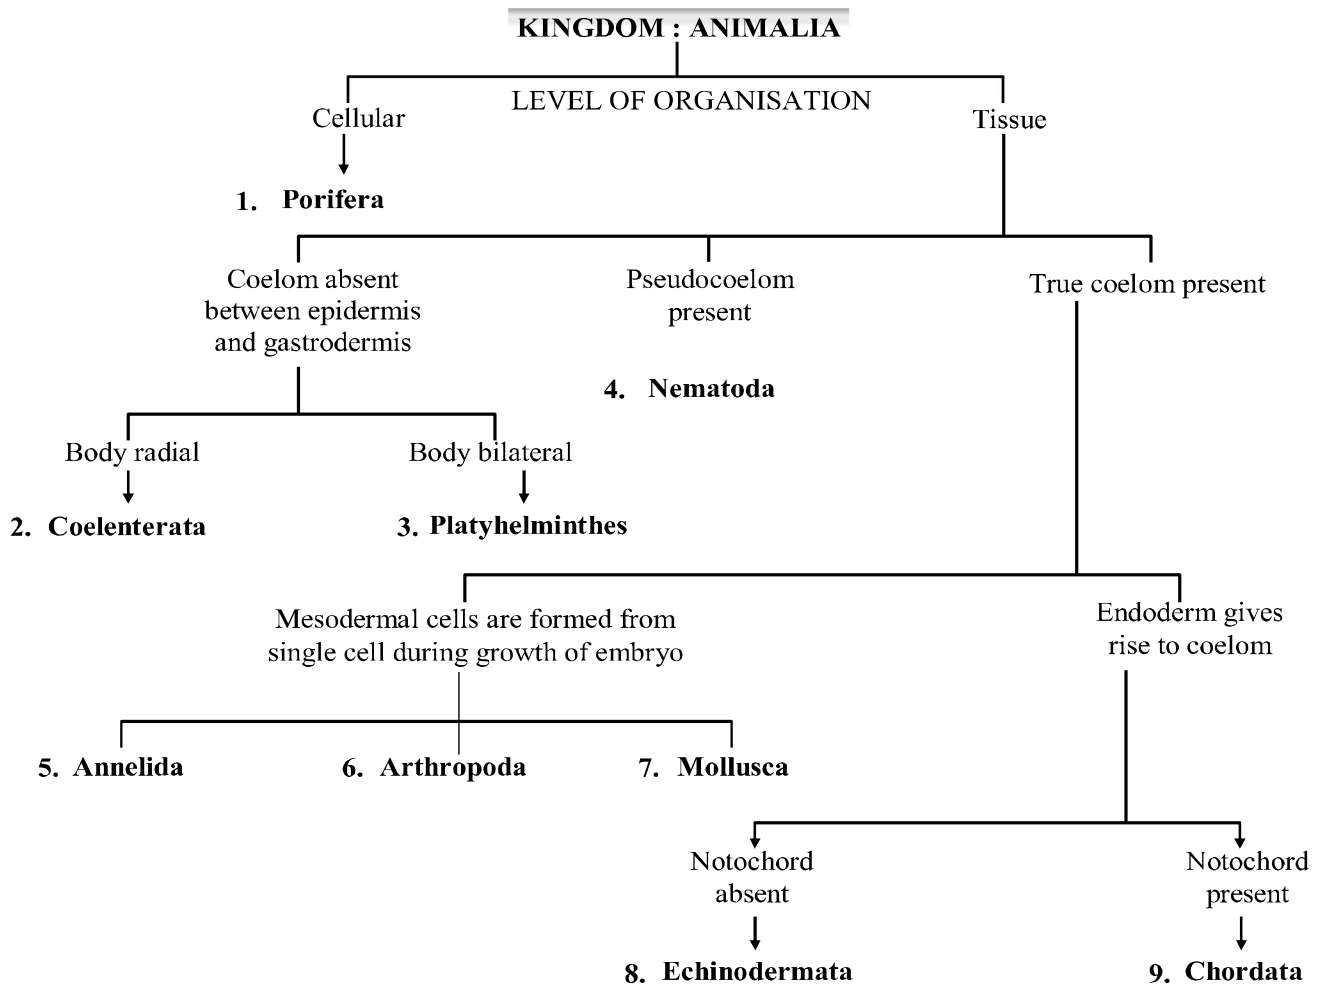 KINGDOM : ANIMALIA
LEVEL OF ORGANISATION
Cellular
Tissue
1. Porifera
Coelom absent
between epidermis
and gastrodermis
Pseudocoelom
present
True coelom present
4. Nematoda
Body radial
Body bilateral
2. Coelenterata
3. Platyhelminthes
Mesodermal cells are formed from
single cell during growth of embryo
Endoderm gives
rise to coelom
5. Annelida
6. Arthropoda
7. Mollusca
Notochord
absent
Notochord
present
8. Echinodermata
9. Chordata